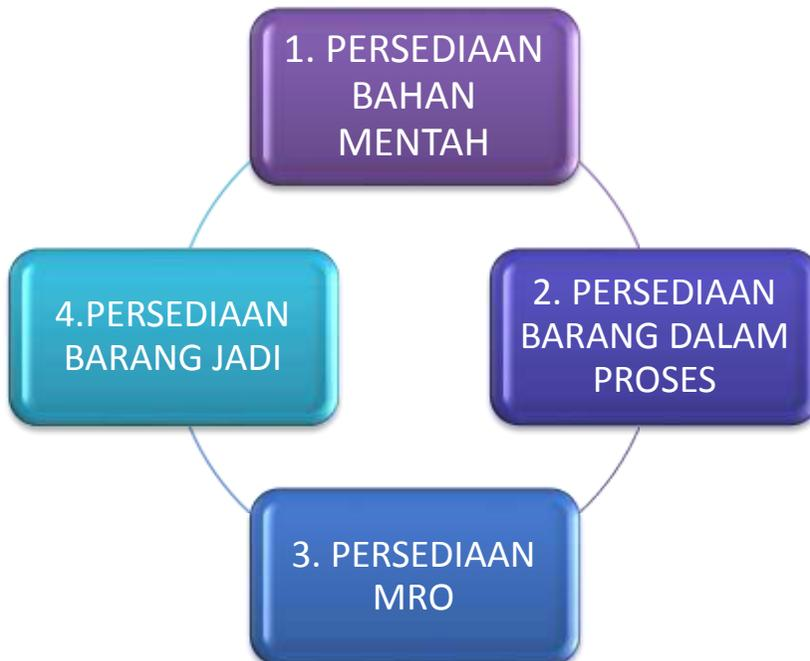 1. PERSEDIAAN
BAHAN
MENTAH
2. PERSEDIAAN
BARANG DALAM
PROSES
3. PERSEDIAAN
MRO
4.PERSEDIAAN
BARANG JADI